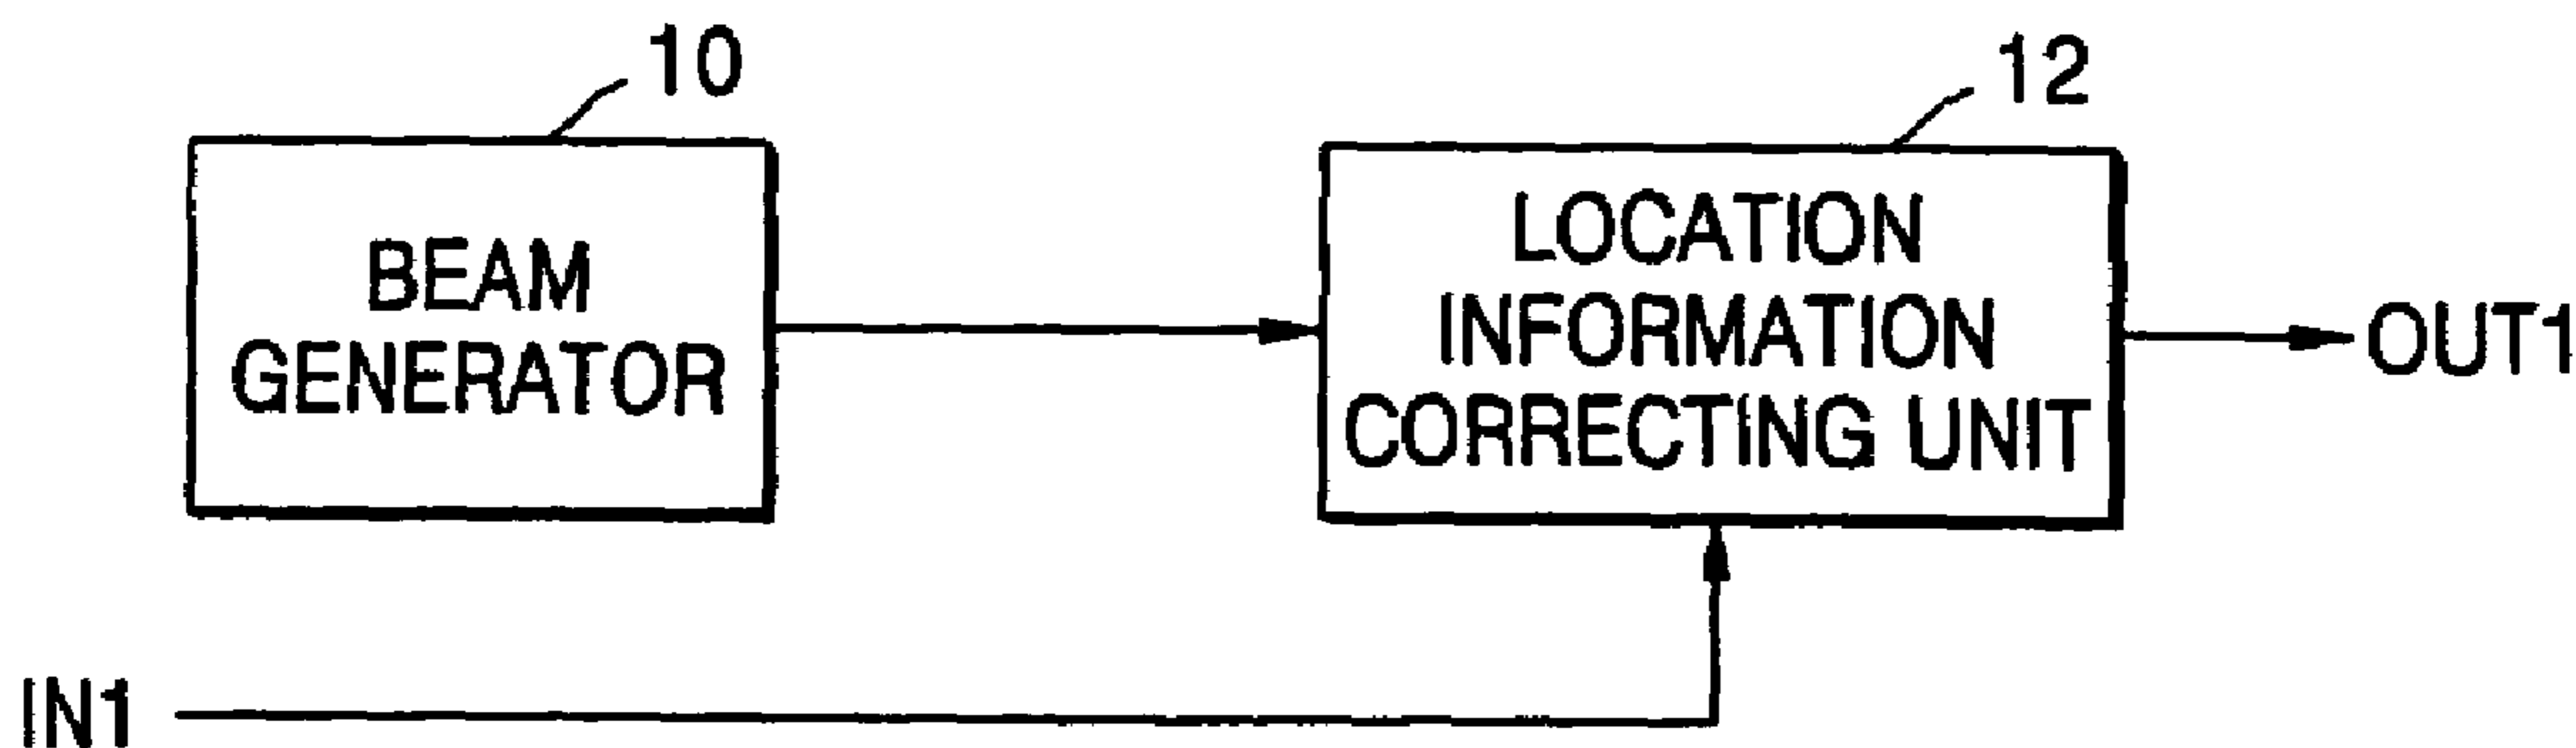 10
12
BEAM
GENERATOR
LOCATION
INFORMATION
CORRECTING UNIT
OUT1
IN1